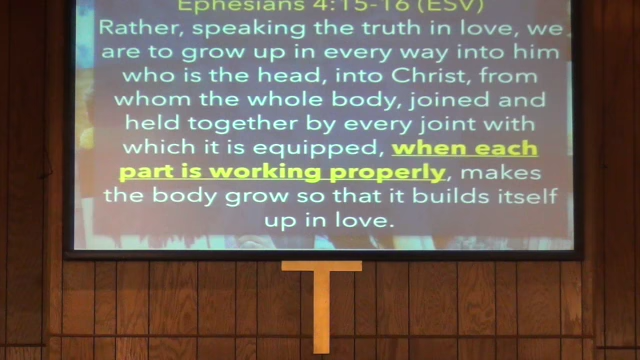 Ephesians 4:15-16 (ESV)
Rather, speaking the truth in love, we
are to grow up in every way into him
who is the head, into Christ, from
whom the whole body, joined and
held together by every joint with
which it is equipped, when each
part is working properly, makes
the body grow so that it builds itself
up in love.